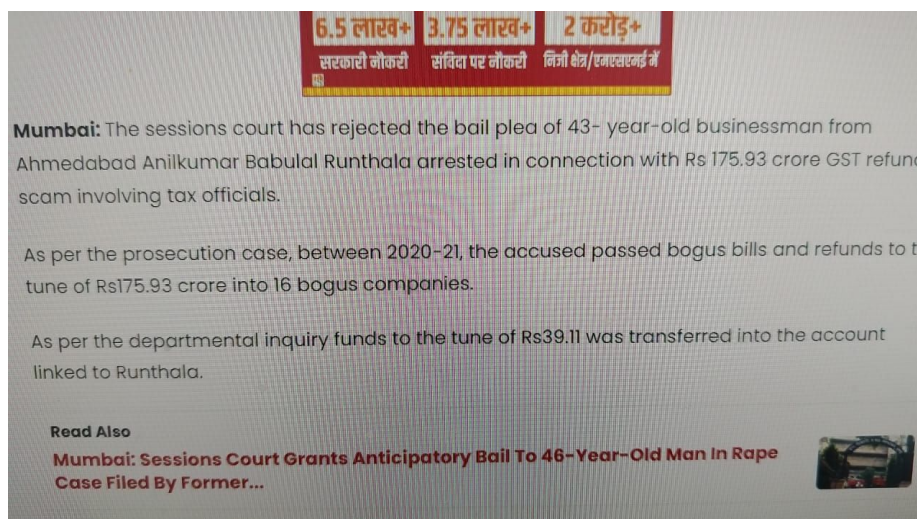 6.5 लाख+ 3.75 लाख+ 2 करोड़+
सरकारी नौकरी संविदा पर नौकरी निजी क्षेत्र/एमएसएमई में
Mumbai: The sessions court has rejected the bail plea of 43- year-old businessman from
Ahmedabad Anilkumar Babulal Runthala arrested in connection with Rs 175.93 crore GST refund
scam involving tax officials.
As per the prosecution case, between 2020-21, the accused passed bogus bills and refunds to t
tune of Rs175.93 crore into 16 bogus companies.
As per the departmental inquiry funds to the tune of Rs39.11 was transferred into the account
linked to Runthala.
Read Also
Mumbai: Sessions Court Grants Anticipatory Bail To 46-Year-Old Man In Rape
Case Filed By Former...